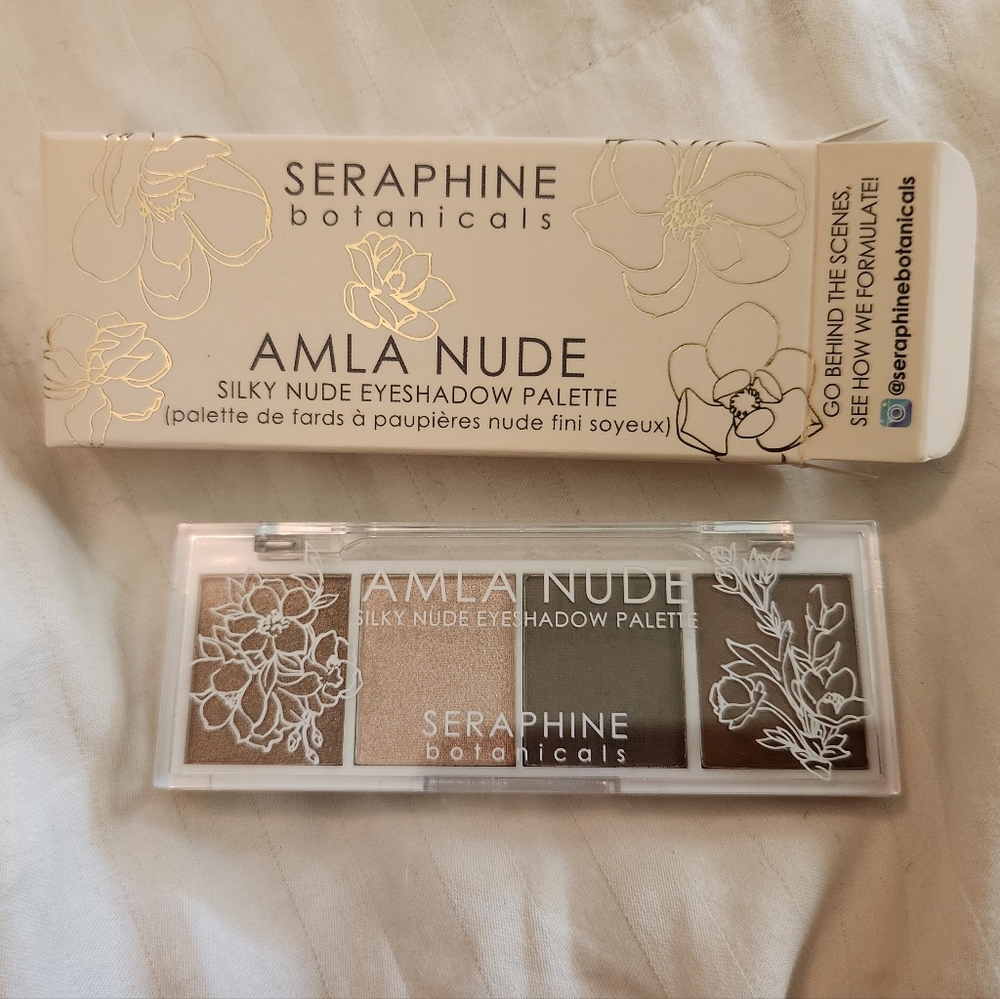 SERAPHINE
botanicals
AMLA NUDE
SILKY NUDE EYESHADOW PALETTE
(palette de fards à paupières nude fini soyeux)
GO BEHIND THE SCENES,
SEE HOW WE FORMULATE!
@seraphinebotanicals
AMLA NUDE
SILKY NUDE EYESHADOW PALETTE
SERAPHINE
botanicals